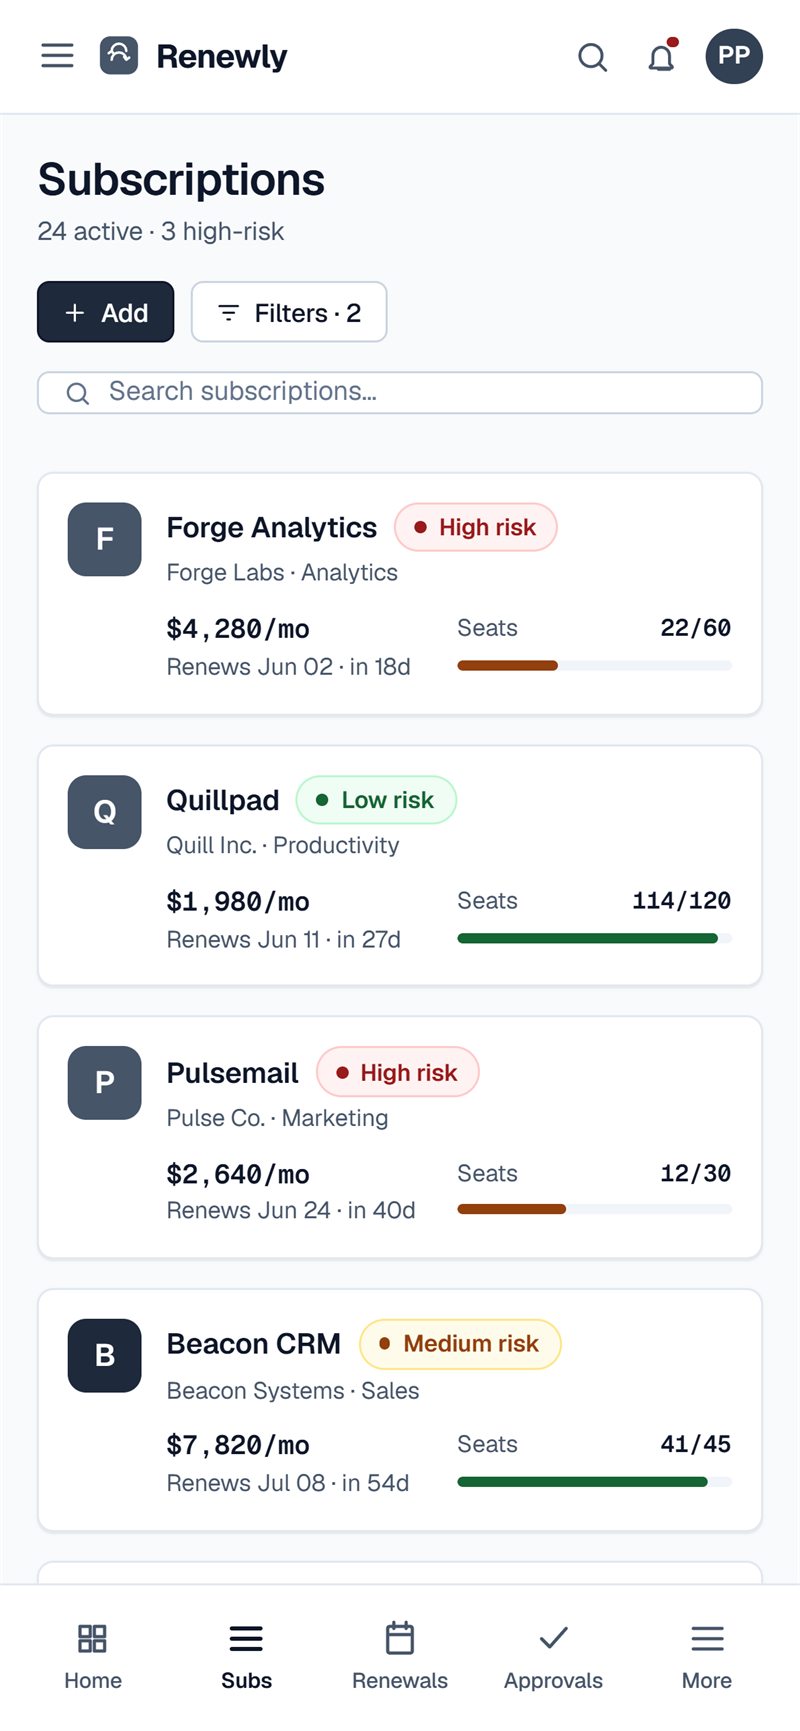 Renewly
PP
Subscriptions
24 active · 3 high-risk
+ Add
Filters · 2
Search subscriptions...
F
Forge Analytics
High risk
Forge Labs · Analytics
$4,280/mo
Seats
22/60
Renews Jun 02 · in 18d
Q
Quillpad
Low risk
Quill Inc. · Productivity
$1,980/mo
Seats
114/120
Renews Jun 11 · in 27d
P
Pulsemail
High risk
Pulse Co. · Marketing
$2,640/mo
Seats
12/30
Renews Jun 24 · in 40d
B
Beacon CRM
Medium risk
Beacon Systems · Sales
$7,820/mo
Seats
41/45
Renews Jul 08 · in 54d
Home
Subs
Renewals
Approvals
More